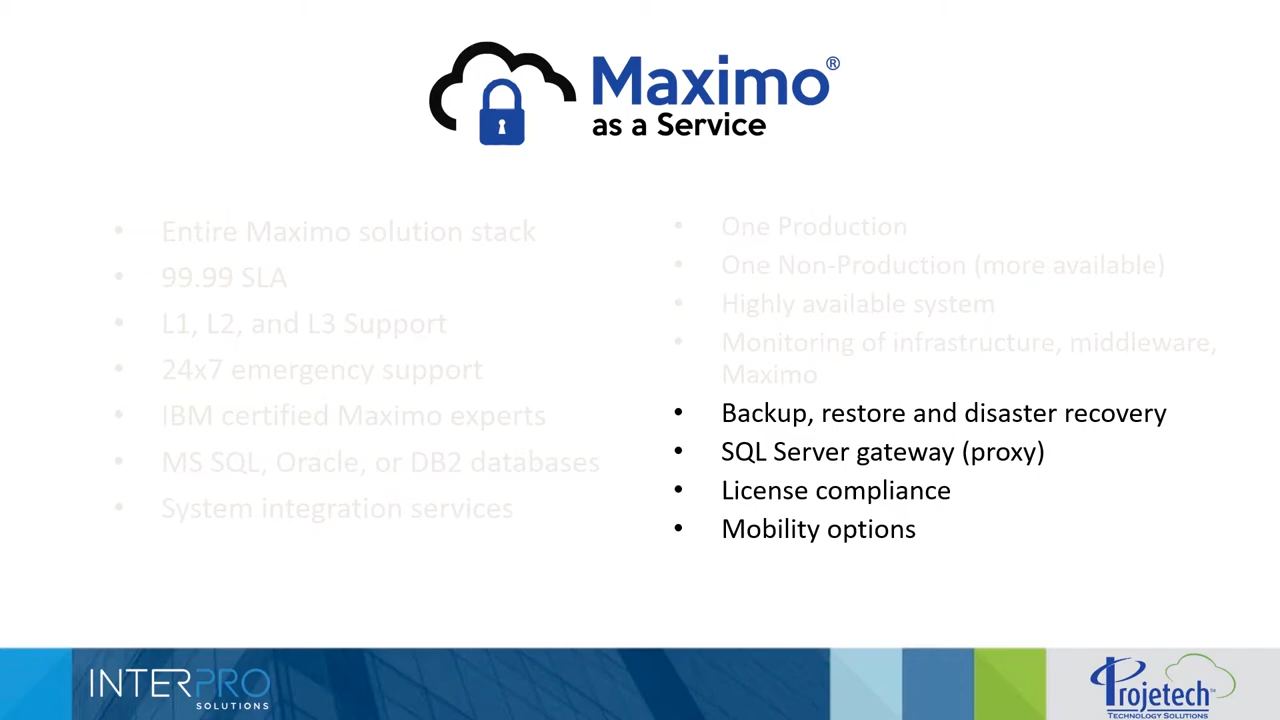 Maximo®
as a Service
• Entire Maximo solution stack
• 99.99 SLA
• L1, L2, and L3 Support
• 24x7 emergency support
• IBM certified Maximo experts
• MS SQL, Oracle, or DB2 databases
• System integration services
• One Production
• One Non-Production (more available)
• Highly available system
• Monitoring of infrastructure, middleware,
Maximo
• Backup, restore and disaster recovery
• SQL Server gateway (proxy)
• License compliance
• Mobility options
INTERPRO
SOLUTIONS
Projetech™
TECHNOLOGY SOLUTIONS